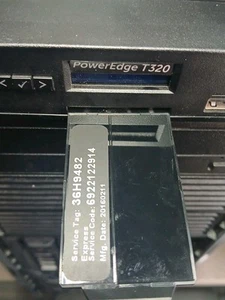 PowerEdge T320
Service Tag: 36H9482
Express
Service Code: 6922122914
Mfg. Date: 20160211